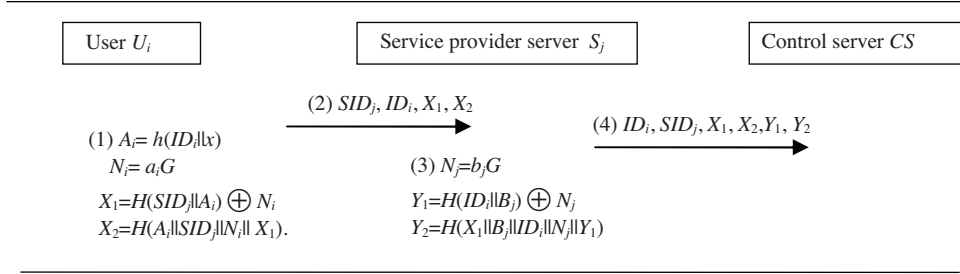 User Uᵢ
Service provider server Sⱼ
Control server CS
(2) SIDⱼ, IDᵢ, X₁, X₂
(4) IDᵢ, SIDⱼ, X₁, X₂,Y₁, Y₂
(1) Aᵢ= h(IDᵢ||x)
Nᵢ= aᵢG
X₁=H(SIDⱼ||Aᵢ) ⊕ Nᵢ
X₂=H(Aᵢ||SIDⱼ||Nᵢ|| X₁).
(3) Nⱼ=bⱼG
Y₁=H(IDᵢ||Bⱼ) ⊕ Nⱼ
Y₂=H(X₁||Bⱼ||IDᵢ||Nⱼ||Y₁)